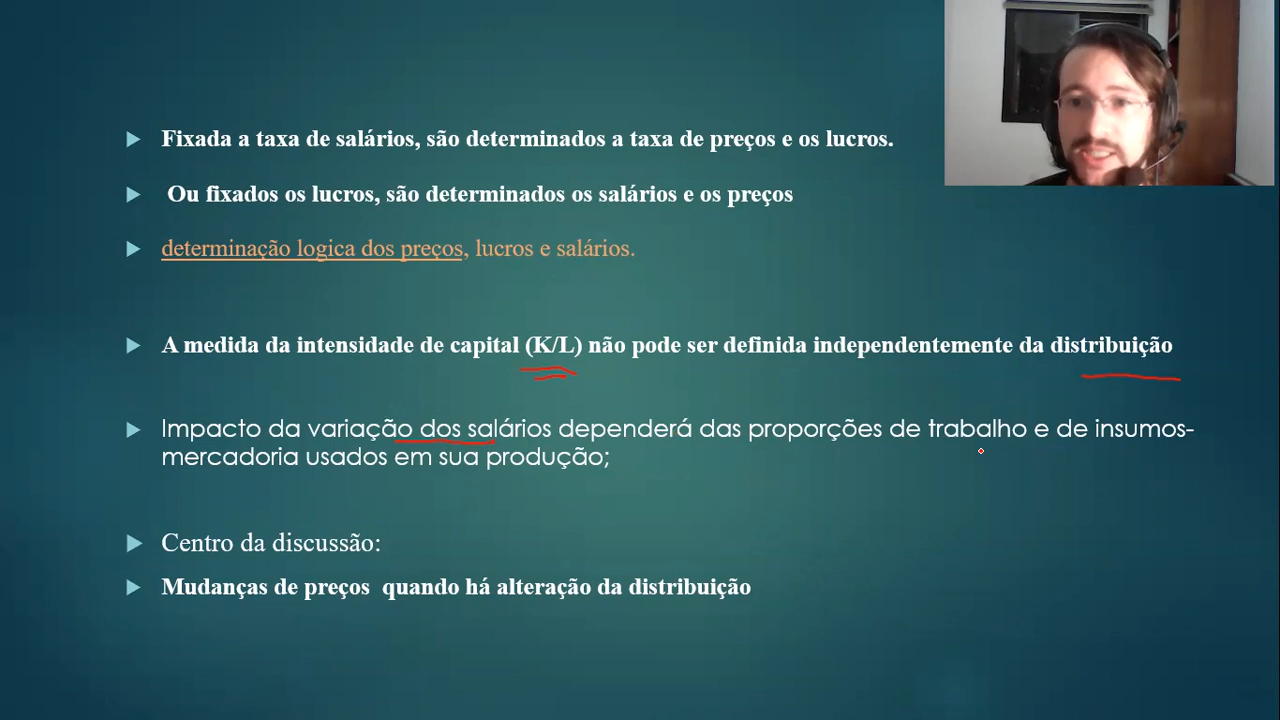 Fixada a taxa de salários, são determinados a taxa de preços e os lucros.
Ou fixados os lucros, são determinados os salários e os preços
determinação logica dos preços, lucros e salários.
A medida da intensidade de capital (K/L) não pode ser definida independentemente da distribuição
Impacto da variação dos salários dependerá das proporções de trabalho e de insumos-
mercadoria usados em sua produção;
Centro da discussão:
Mudanças de preços quando há alteração da distribuição